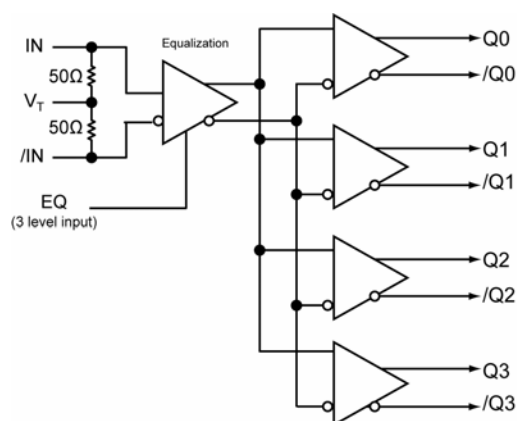 IN
Equalization
50Ω
V_T
50Ω
/IN
EQ
(3 level input)
Q0
/Q0
Q1
/Q1
Q2
/Q2
Q3
/Q3